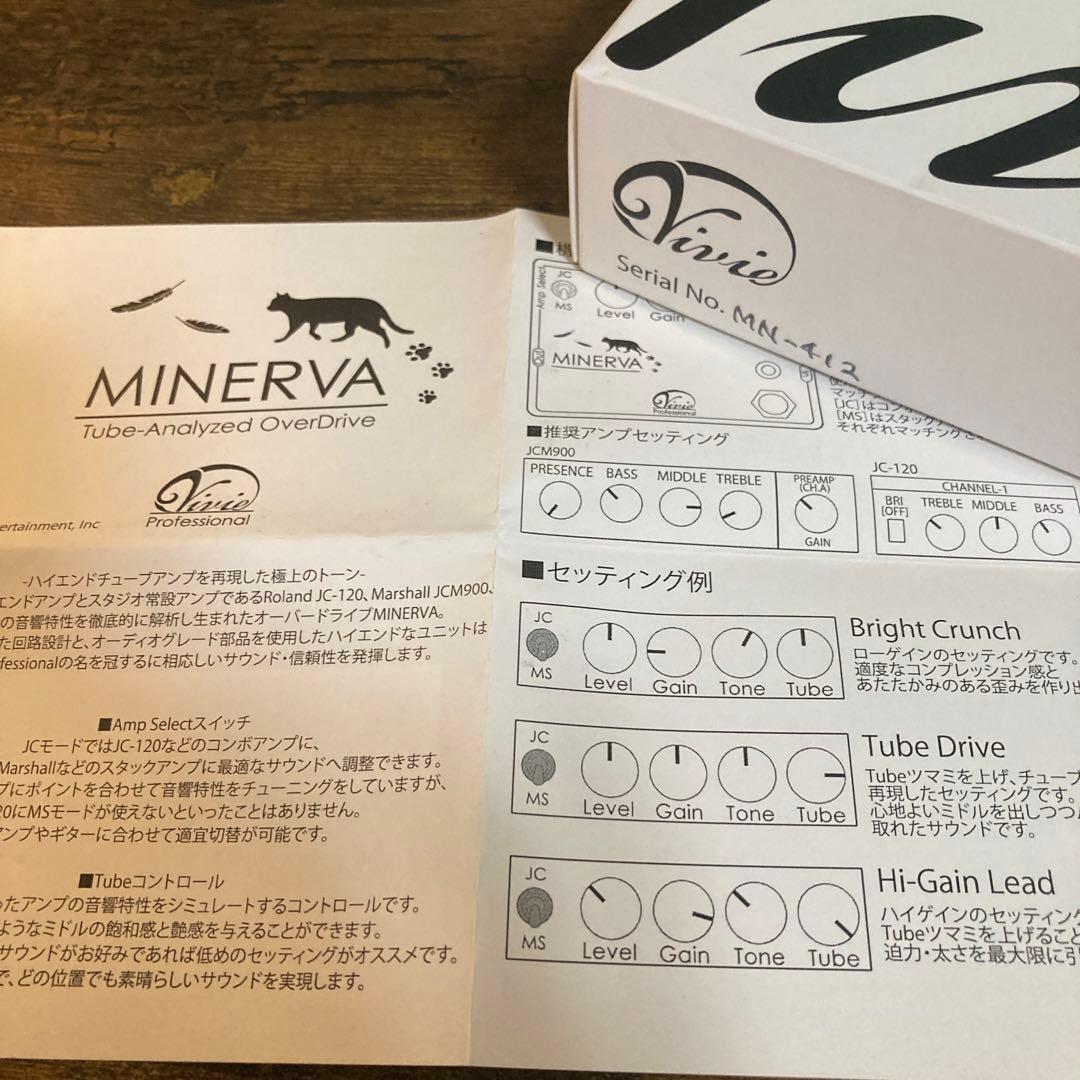 Vivie
Serial No. MN-412
MINERVA
Tube-Analyzed OverDrive
Vivie
Professional
ertainment, Inc
-ハイエンドチューブアンプを再現した極上のトーン-
エンドアンプとスタジオ常設アンプであるRoland JC-120、Marshall JCM900、
の音響特性を徹底的に解析し生まれたオーバードライブMINERVA。
た回路設計と、オーディオグレード部品を使用したハイエンドなユニットは
fessionalの名を冠するに相応しいサウンド・信頼性を発揮します。
■Amp Selectスイッチ
JCモードではJC-120などのコンボアンプに、
Marshallなどのスタックアンプに最適なサウンドへ調整できます。
プにポイントを合わせて音響特性をチューニングをしていますが、
20にMSモードが使えないといったことはありません。
アンプやギターに合わせて適宜切替が可能です。
■Tubeコントロール
ったアンプの音響特性をシミュレートするコントロールです。
ようなミドルの飽和感と艶感を与えることができます。
サウンドがお好みであれば低めのセッティングがオススメです。
で、どの位置でも素晴らしいサウンドを実現します。
■機
Amp Select
JC
MS
Level Gain
OUT
MINERVA
Vivie
Professional
IN
マッチ
[JC]はコンボ
[MS]はスタック
それぞれマッチング
■推奨アンプセッティング
JCM900
PRESENCE BASS MIDDLE TREBLE
PREAMP
(CH.A)
GAIN
JC-120
CHANNEL-1
BRI
[OFF]
TREBLE MIDDLE BASS
■セッティング例
JC
MS
Level Gain Tone Tube
Bright Crunch
ローゲインのセッティングです。
適度なコンプレッション感と
あたたかみのある歪みを作り出
JC
MS
Level Gain Tone Tube
Tube Drive
Tubeツマミを上げ、チューブ
再現したセッティングです。
心地よいミドルを出しつつ
取れたサウンドです。
JC
MS
Level Gain Tone Tube
Hi-Gain Lead
ハイゲインのセッティング
Tubeツマミを上げること
迫力・太さを最大限に引